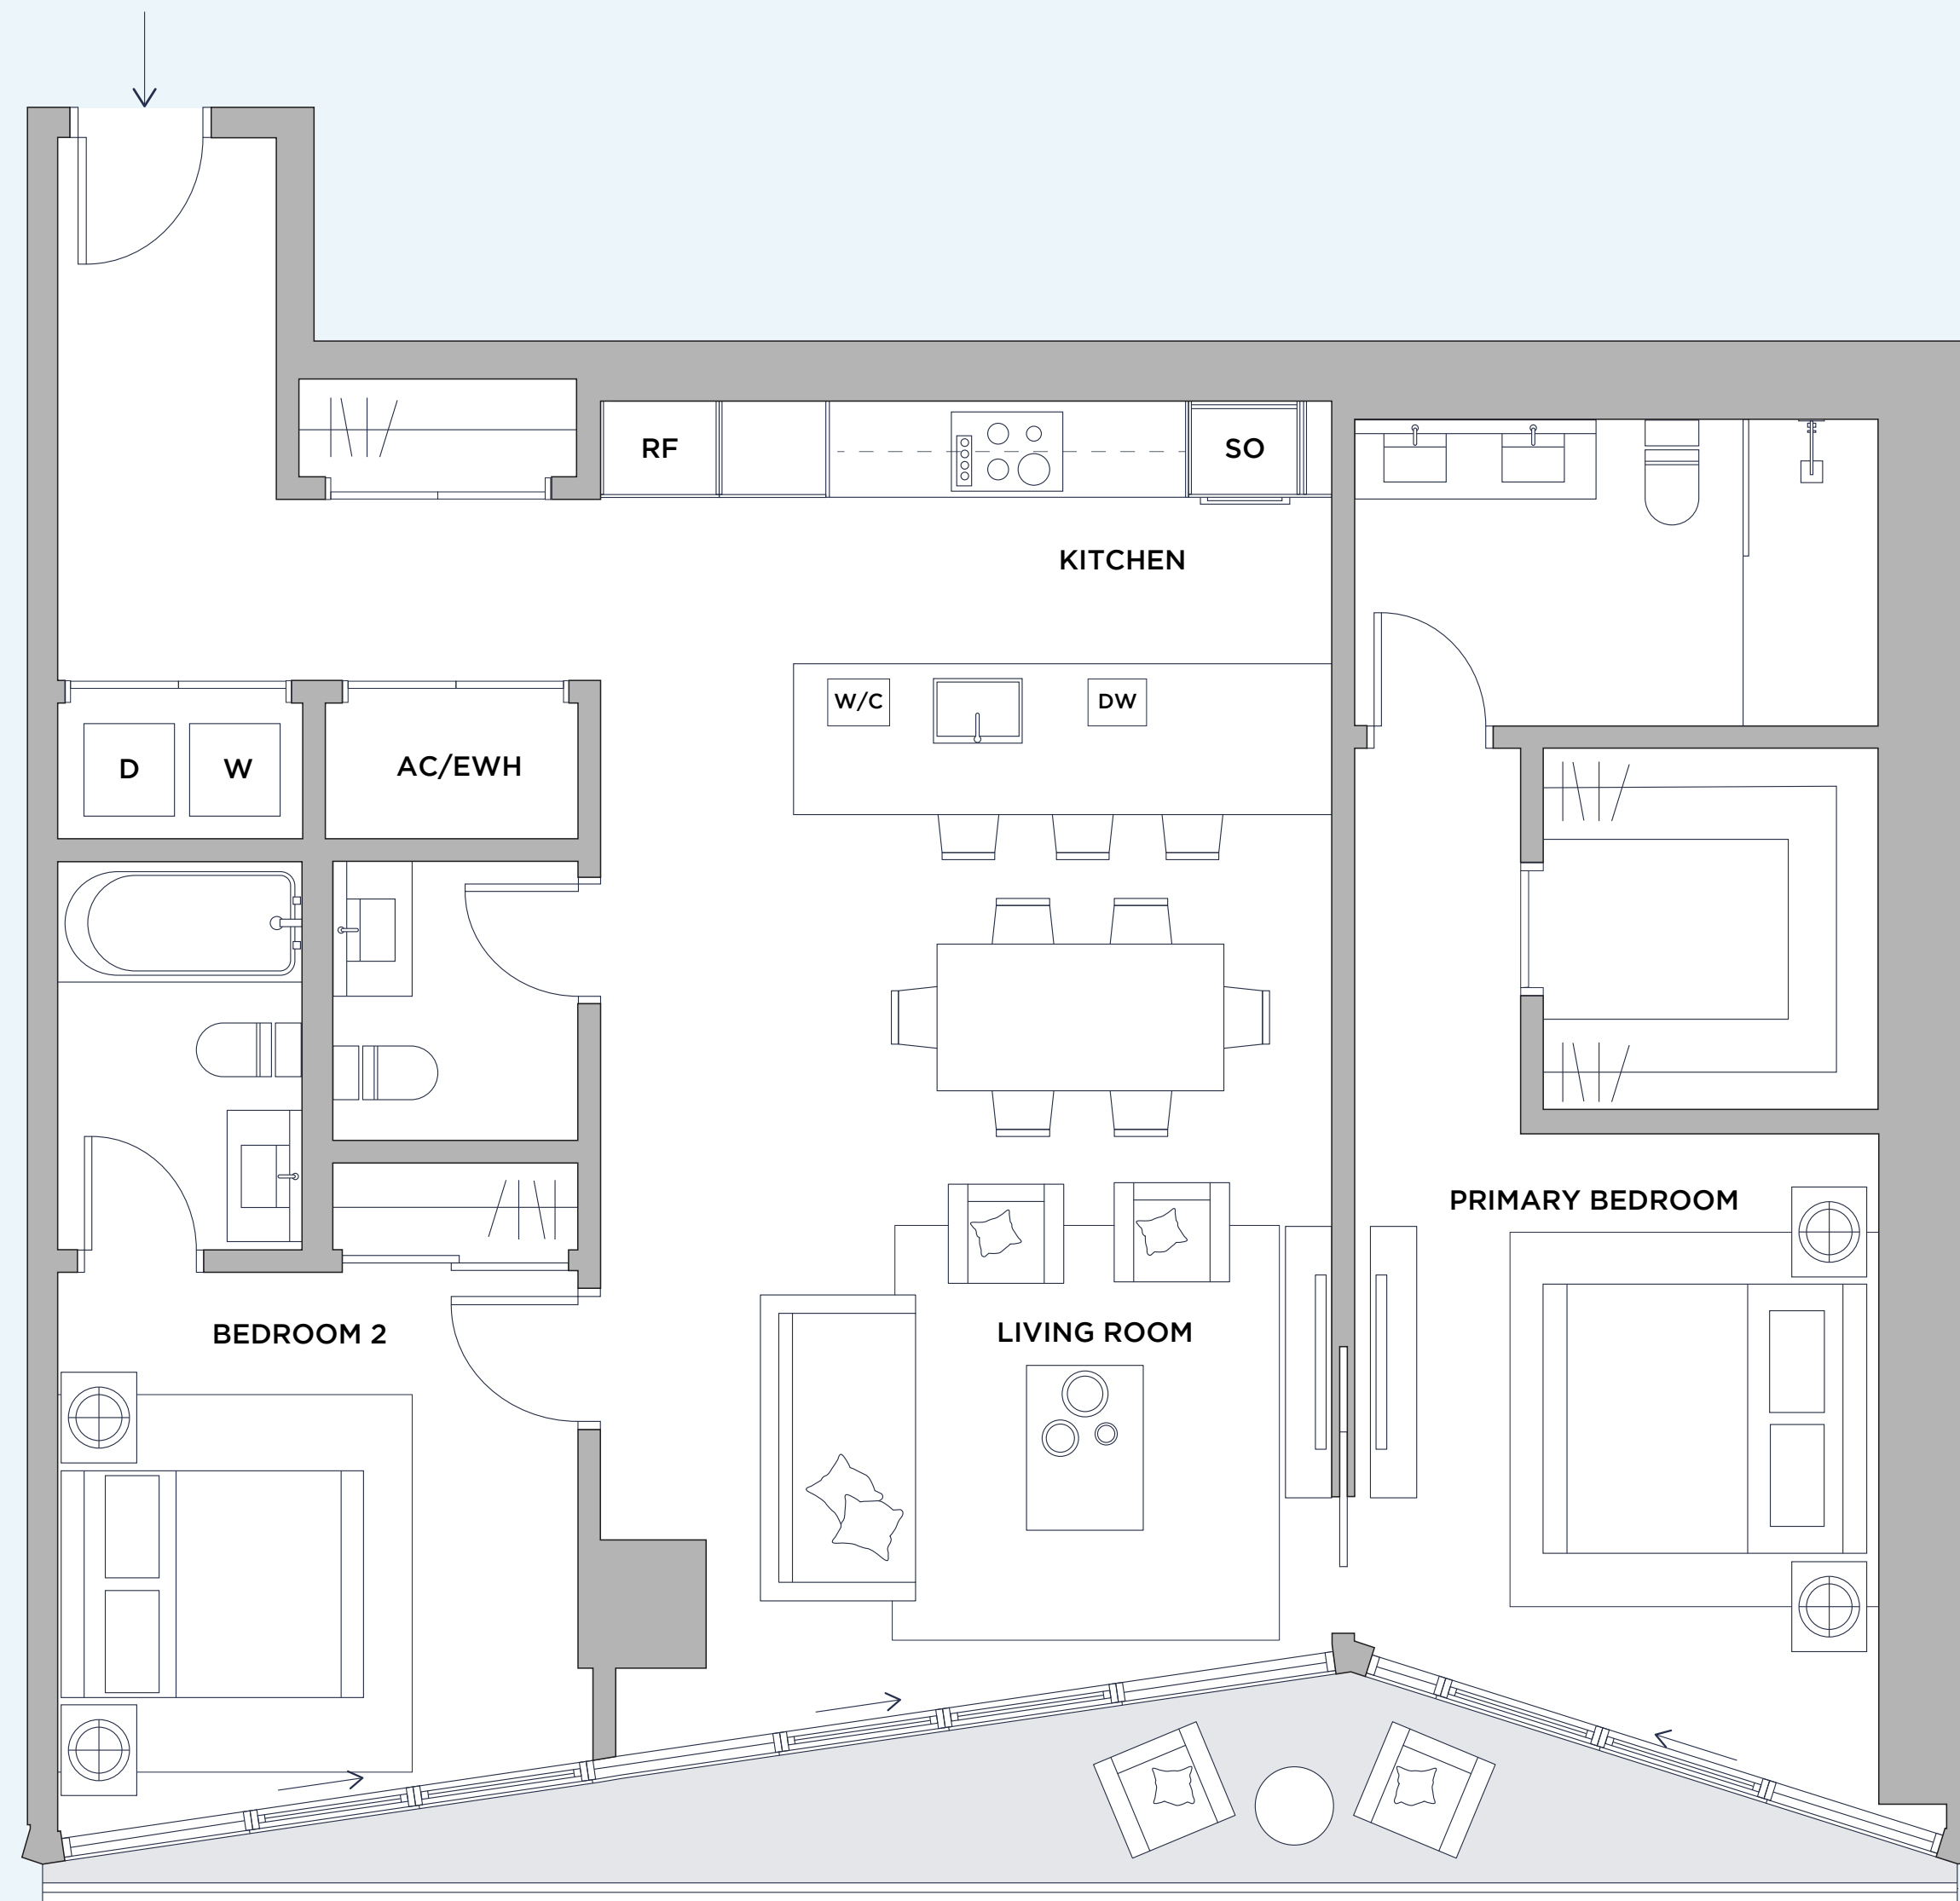 RF
SO
KITCHEN
W/C
DW
D
W
AC/EWH
PRIMARY BEDROOM
BEDROOM 2
LIVING ROOM